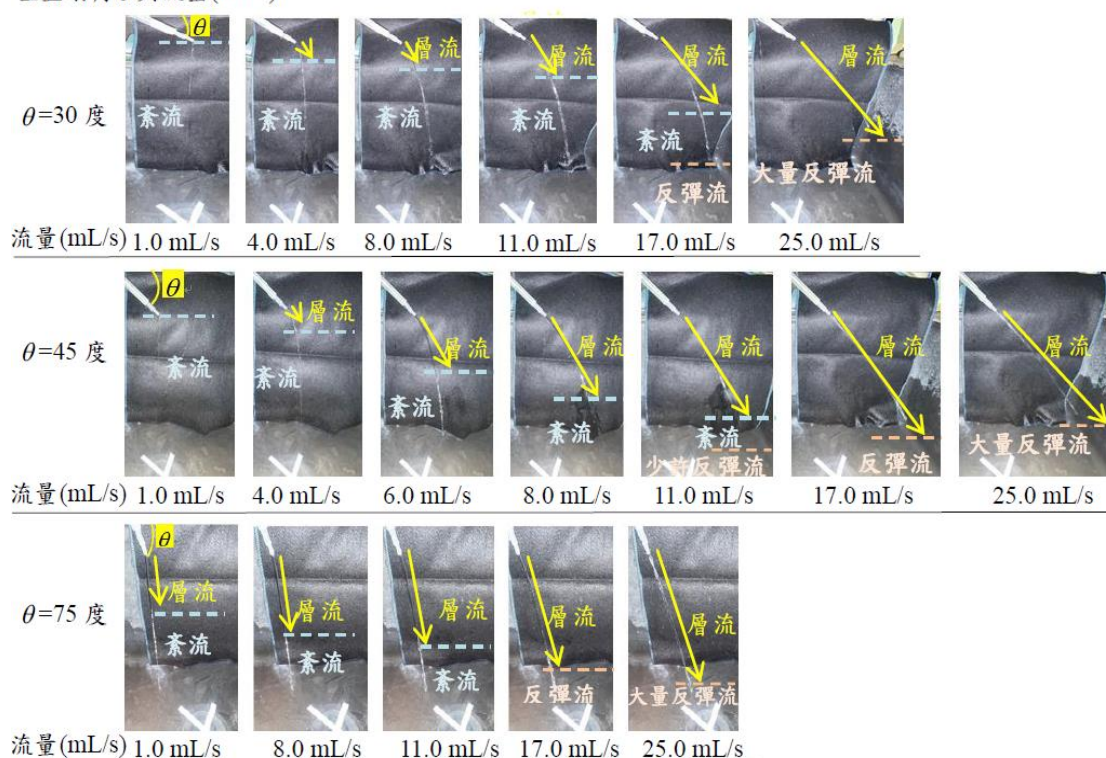 θ
層流 層流 層流 層流
θ=30 度
紊流 紊流 紊流 紊流 紊流
反彈流 大量反彈流
流量(mL/s) 1.0 mL/s 4.0 mL/s 8.0 mL/s 11.0 mL/s 17.0 mL/s 25.0 mL/s
θ
層流 層流 層流 層流 層流 層流
θ=45 度
紊流 紊流 紊流 紊流 紊流
少許反彈流 反彈流 大量反彈流
流量(mL/s) 1.0 mL/s 4.0 mL/s 6.0 mL/s 8.0 mL/s 11.0 mL/s 17.0 mL/s 25.0 mL/s
θ
層流 層流 層流 層流 層流
θ=75 度
紊流 紊流 紊流
反彈流 大量反彈流
流量(mL/s) 1.0 mL/s 8.0 mL/s 11.0 mL/s 17.0 mL/s 25.0 mL/s